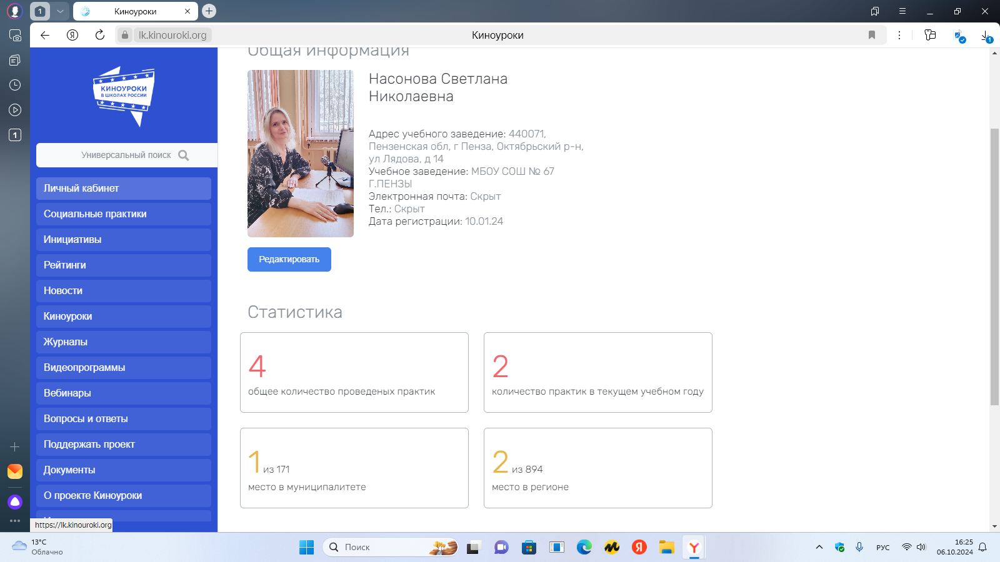 1
Киноуроки
lk.kinouroki.org
Киноуроки
1
1
КИНОУРОКИ
В ШКОЛАХ РОССИИ
Универсальный поиск
Личный кабинет
Социальные практики
Инициативы
Рейтинги
Новости
Киноуроки
Журналы
Видеопрограммы
Вебинары
Вопросы и ответы
Поддержать проект
Документы
О проекте Киноуроки
https://lk.kinouroki.org
Общая информация
Насонова Светлана
Николаевна
Адрес учебного заведение: 440071,
Пензенская обл, г Пенза, Октябрьский р-н,
ул Лядова, д 14
Учебное заведение: МБОУ СОШ № 67
Г.ПЕНЗЫ
Электронная почта: Скрыт
Тел.: Скрыт
Дата регистрации: 10.01.24
Редактировать
Статистика
4
общее количество проведеных практик
2
количество практик в текущем учебном году
1 из 171
место в муниципалитете
2 из 894
место в регионе
13°C
Облачно
Поиск
РУС
16:25
06.10.2024